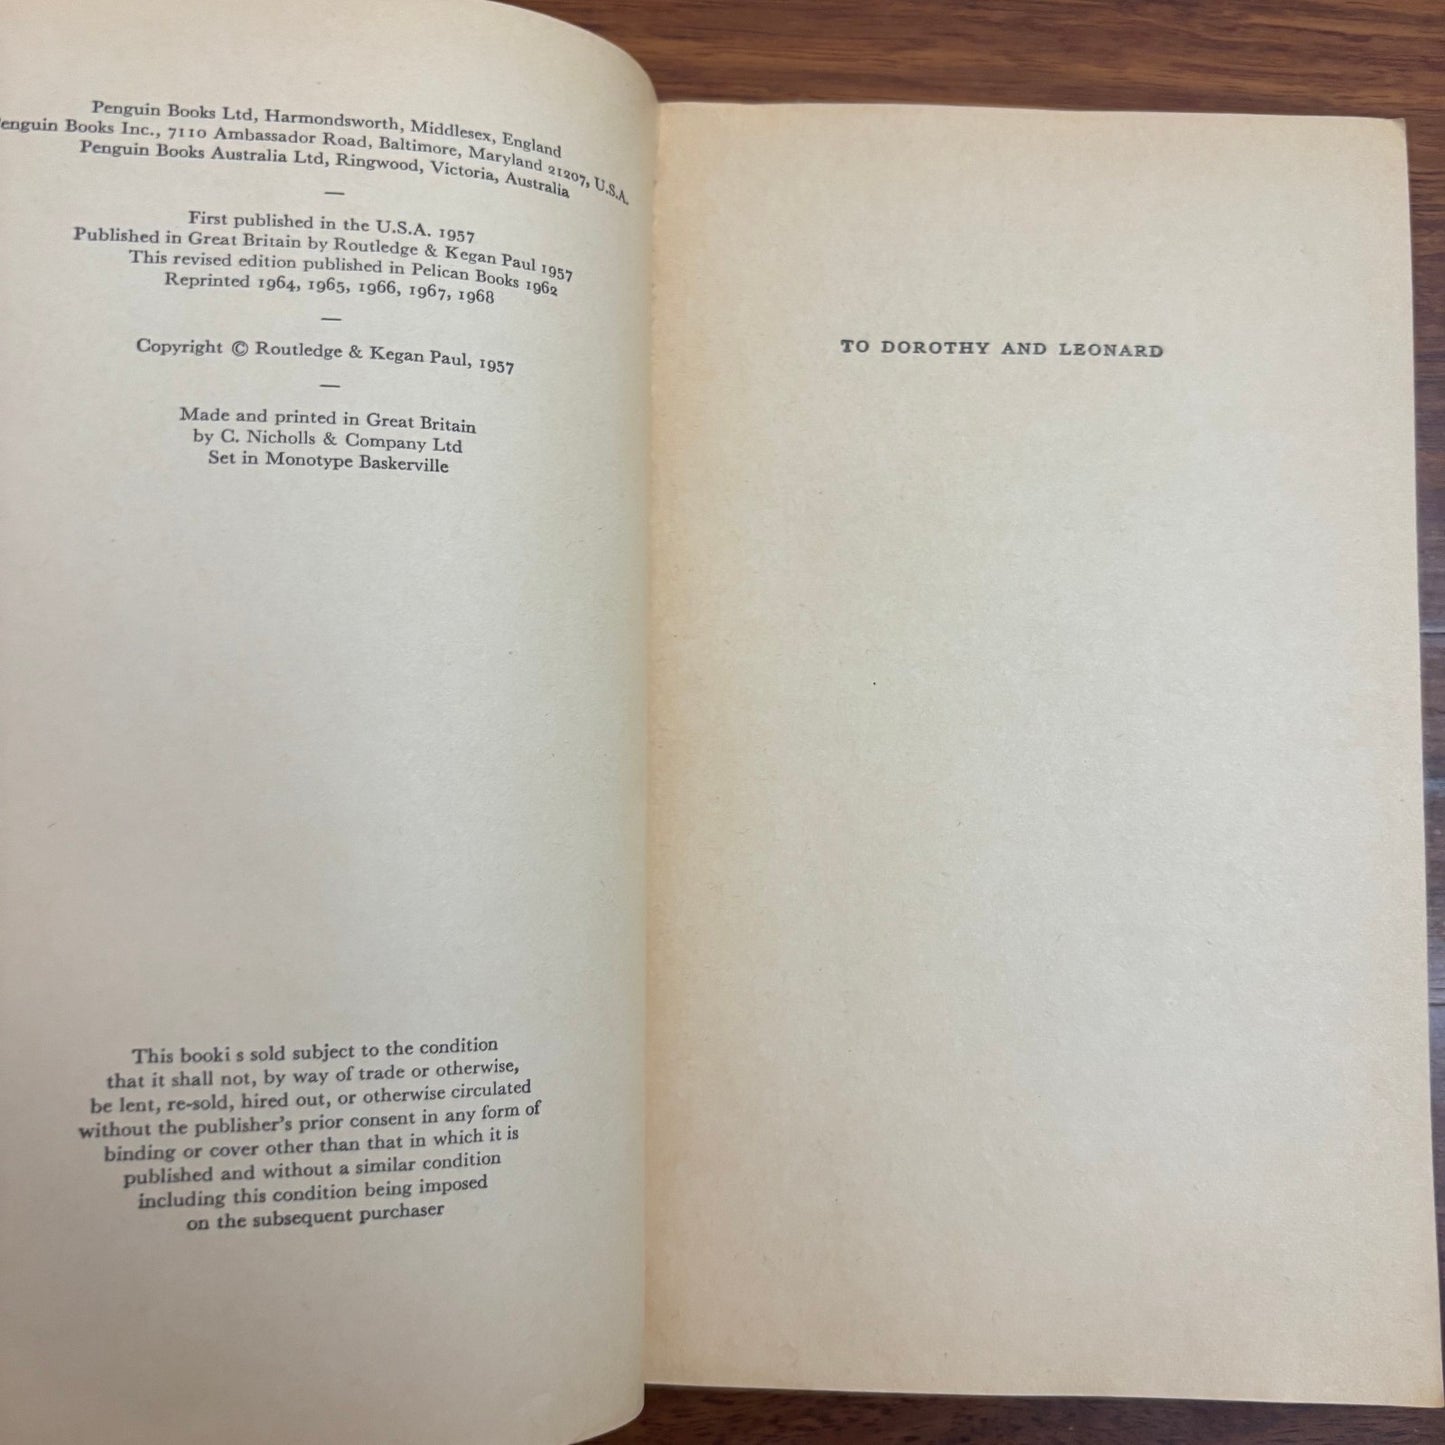 Penguin Books Ltd, Harmondsworth, Middlesex, England
enguin Books Inc., 7110 Ambassador Road, Baltimore, Maryland 21207, U.S.A.
Penguin Books Australia Ltd, Ringwood, Victoria, Australia
—
First published in the U.S.A. 1957
Published in Great Britain by Routledge & Kegan Paul 1957
This revised edition published in Pelican Books 1962
Reprinted 1964, 1965, 1966, 1967, 1968
—
Copyright © Routledge & Kegan Paul, 1957
—
Made and printed in Great Britain
by C. Nicholls & Company Ltd
Set in Monotype Baskerville
This booki s sold subject to the condition
that it shall not, by way of trade or otherwise,
be lent, re-sold, hired out, or otherwise circulated
without the publisher's prior consent in any form of
binding or cover other than that in which it is
published and without a similar condition
including this condition being imposed
on the subsequent purchaser
TO DOROTHY AND LEONARD